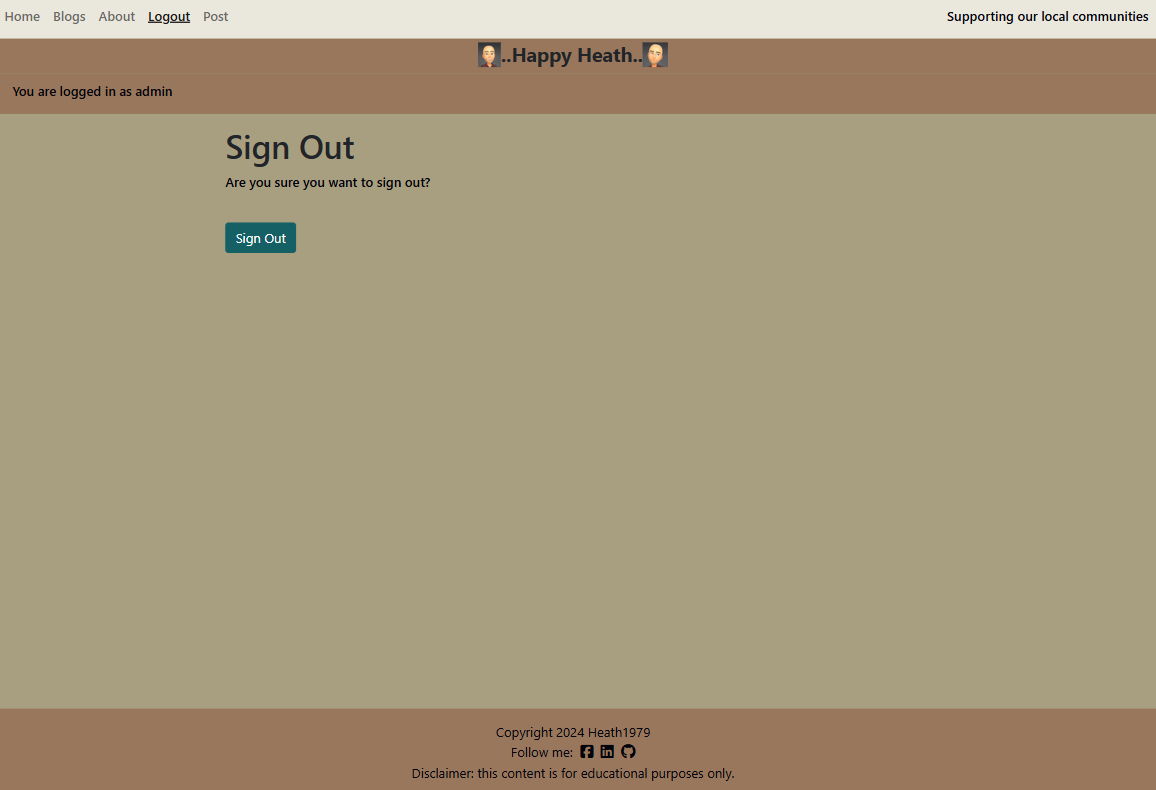 Home Blogs About Logout Post Supporting our local communities
..Happy Heath..
You are logged in as admin
Sign Out
Are you sure you want to sign out?
Sign Out
Copyright 2024 Heath1979
Follow me:
Disclaimer: this content is for educational purposes only.